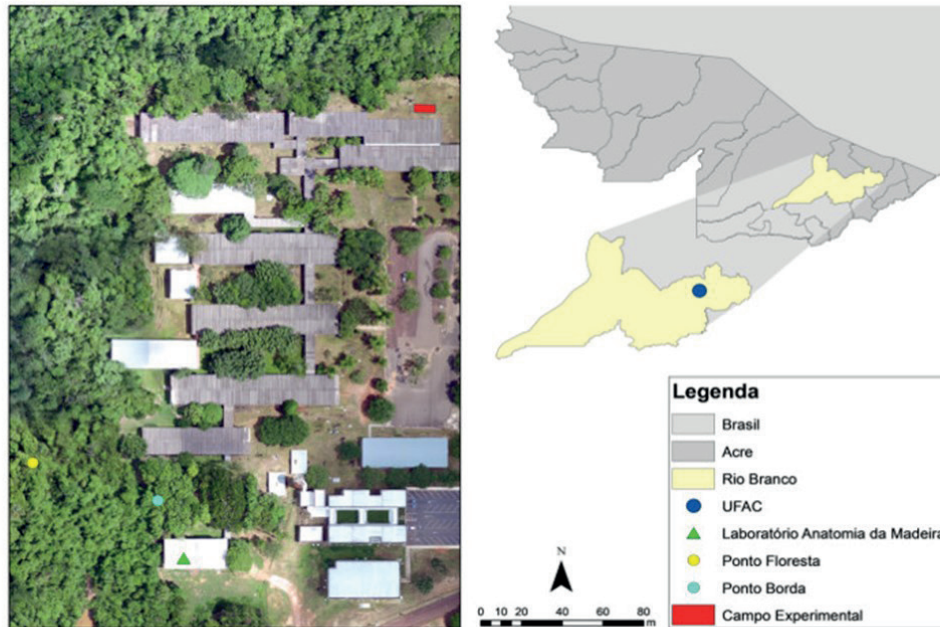 Legenda
Brasil
Acre
Rio Branco
UFAC
Laboratório Anatomia da Madeira
Ponto Floresta
Ponto Borda
Campo Experimental
N
0 10 20 40 60 80
m